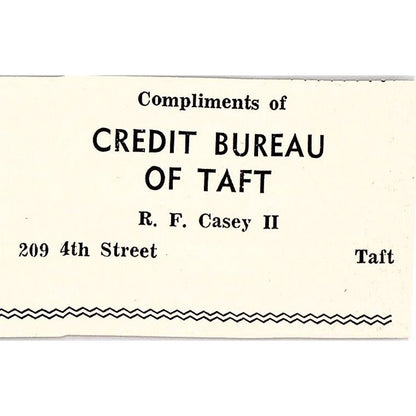 Compliments of
CREDIT BUREAU
OF TAFT
R. F. Casey II
209 4th Street Taft